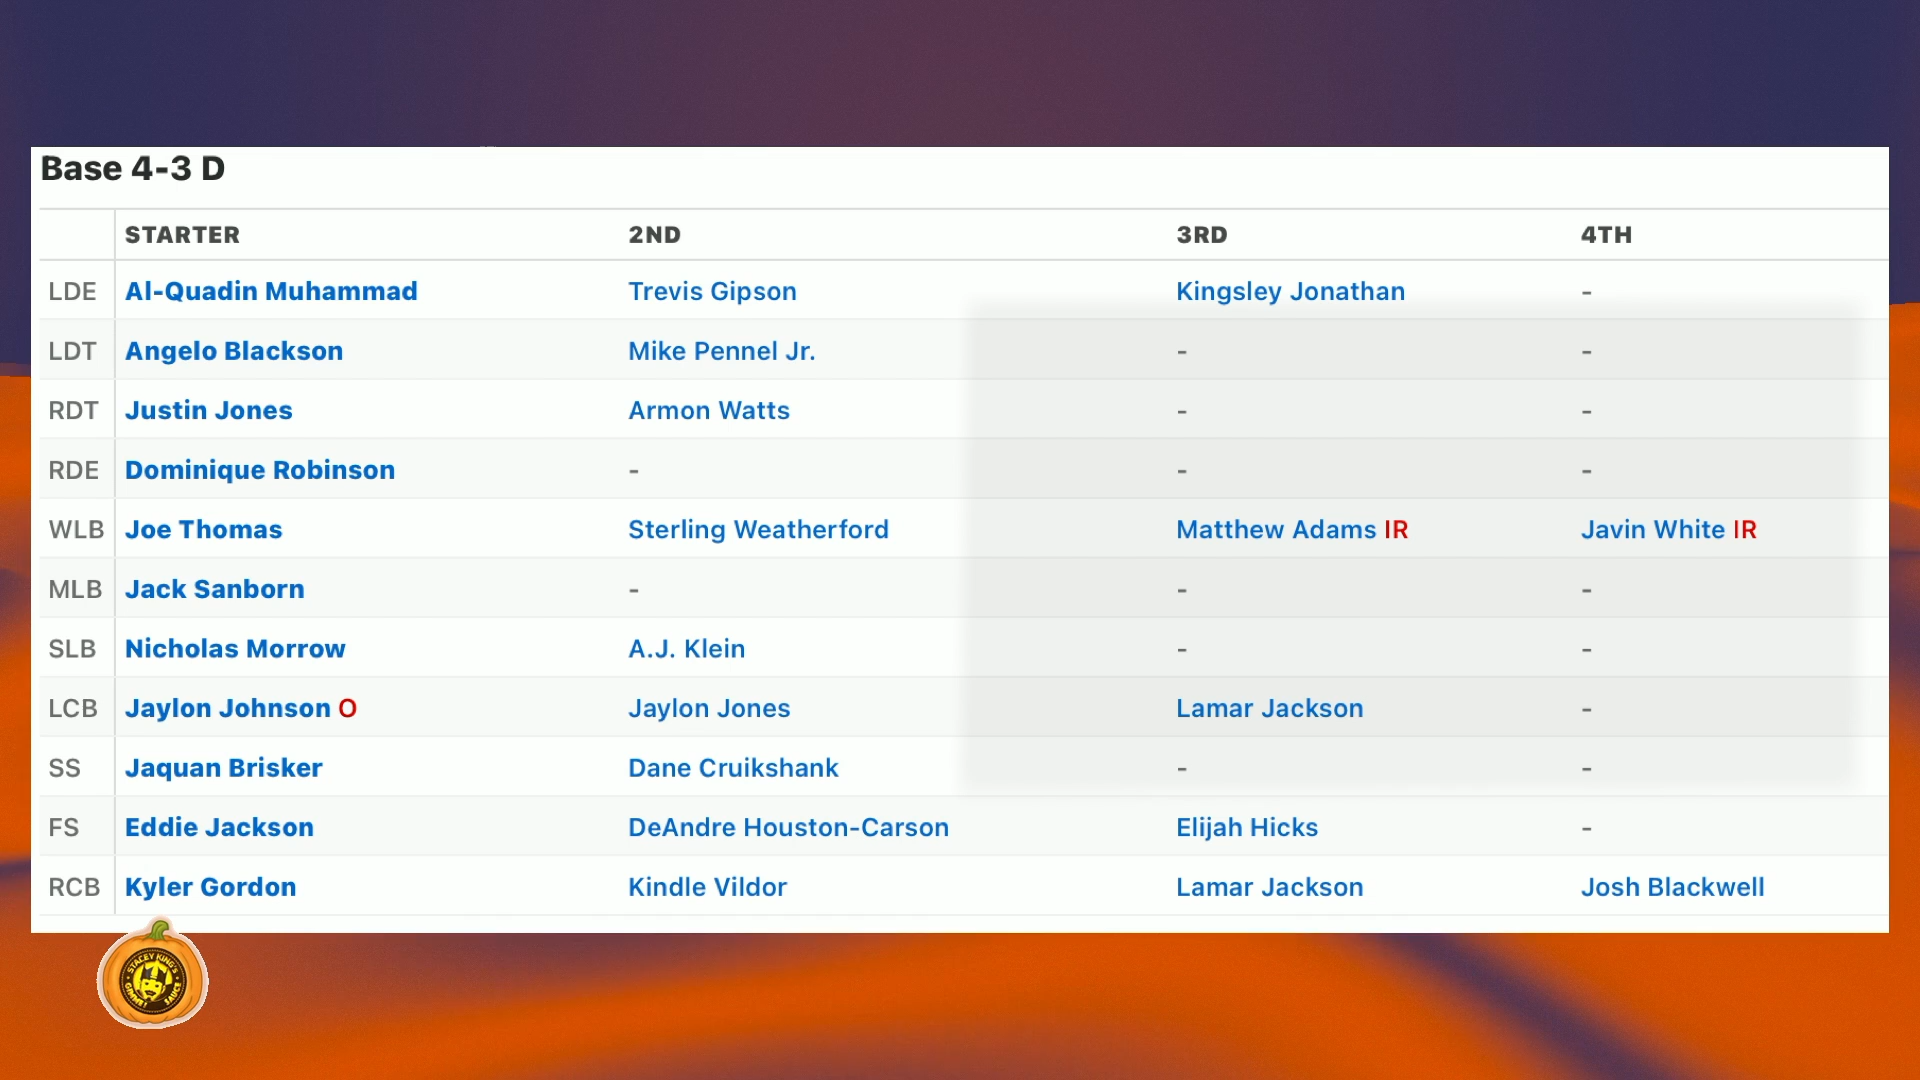 Base 4-3 D
STARTER 2ND 3RD 4TH
LDE Al-Quadin Muhammad Trevis Gipson Kingsley Jonathan -
LDT Angelo Blackson Mike Pennel Jr. - -
RDT Justin Jones Armon Watts - -
RDE Dominique Robinson - - -
WLB Joe Thomas Sterling Weatherford Matthew Adams IR Javin White IR
MLB Jack Sanborn - - -
SLB Nicholas Morrow A.J. Klein - -
LCB Jaylon Johnson O Jaylon Jones Lamar Jackson -
SS Jaquan Brisker Dane Cruikshank - -
FS Eddie Jackson DeAndre Houston-Carson Elijah Hicks -
RCB Kyler Gordon Kindle Vildor Lamar Jackson Josh Blackwell
STACEY KING'S
GIMME SAUCE